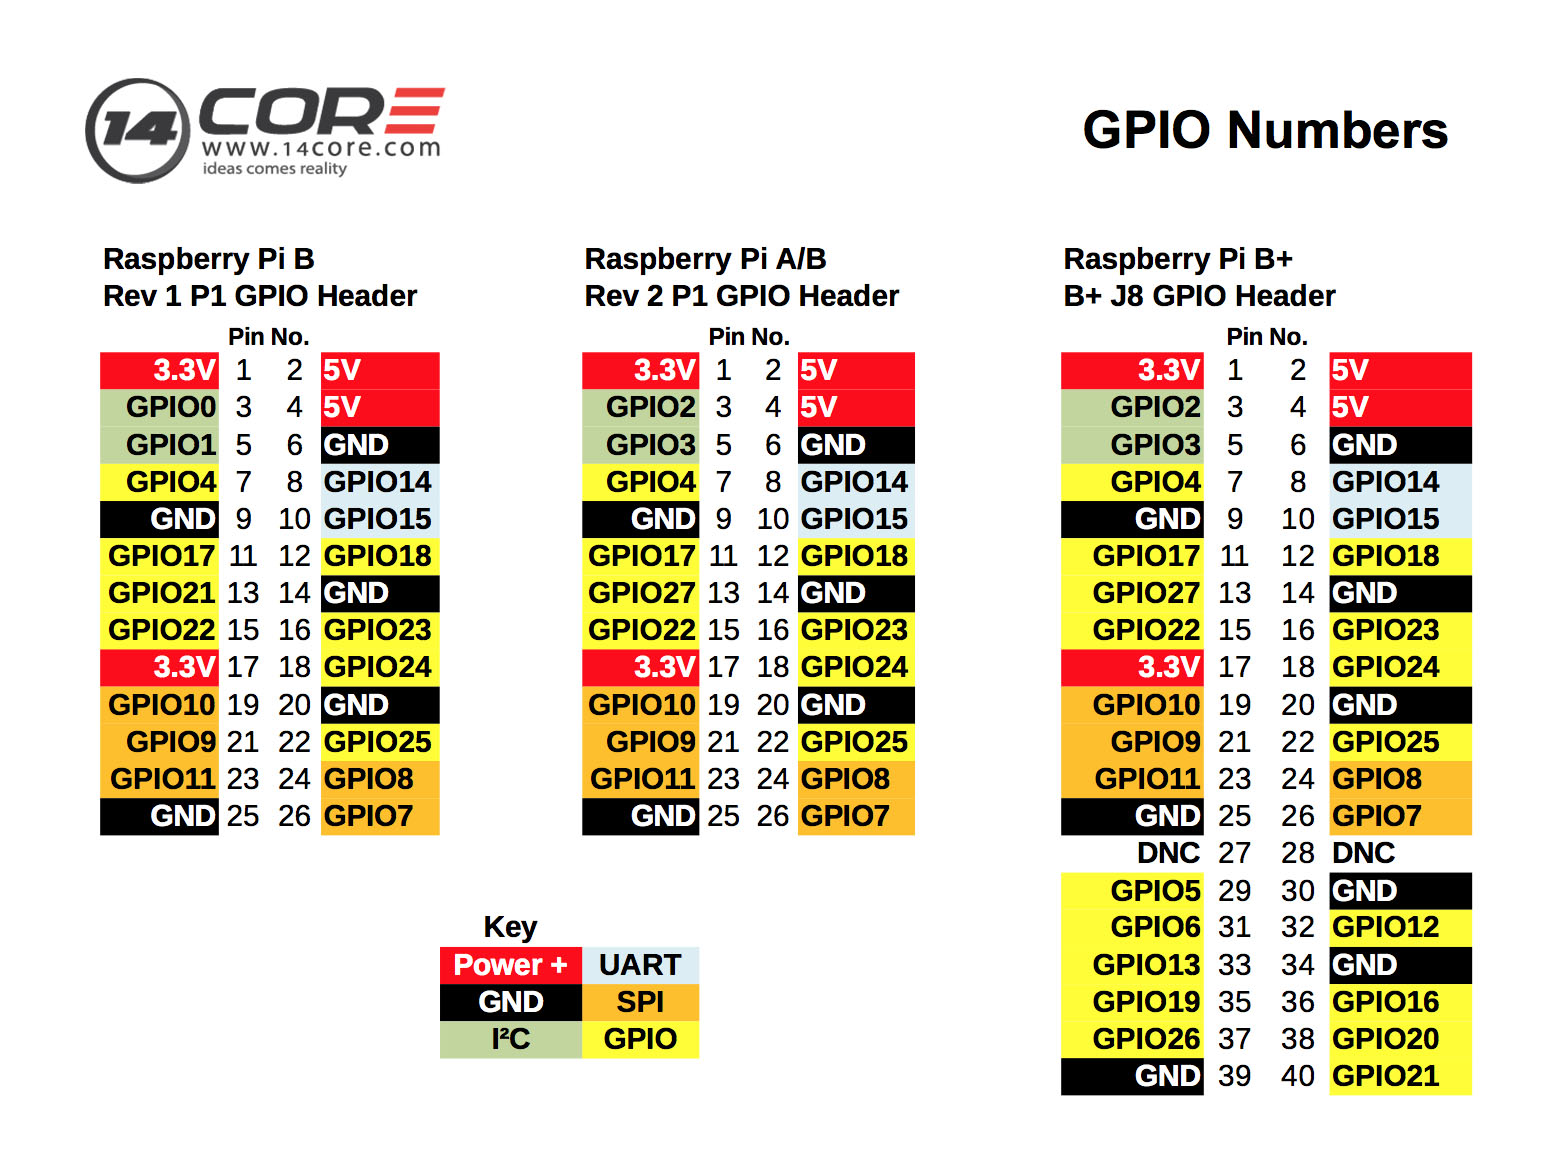 14 CORE
www.14core.com
ideas comes reality
GPIO Numbers
Raspberry Pi B
Rev 1 P1 GPIO Header
Pin No.
3.3V 1 2 5V
GPIO0 3 4 5V
GPIO1 5 6 GND
GPIO4 7 8 GPIO14
GND 9 10 GPIO15
GPIO17 11 12 GPIO18
GPIO21 13 14 GND
GPIO22 15 16 GPIO23
3.3V 17 18 GPIO24
GPIO10 19 20 GND
GPIO9 21 22 GPIO25
GPIO11 23 24 GPIO8
GND 25 26 GPIO7
Raspberry Pi A/B
Rev 2 P1 GPIO Header
Pin No.
3.3V 1 2 5V
GPIO2 3 4 5V
GPIO3 5 6 GND
GPIO4 7 8 GPIO14
GND 9 10 GPIO15
GPIO17 11 12 GPIO18
GPIO27 13 14 GND
GPIO22 15 16 GPIO23
3.3V 17 18 GPIO24
GPIO10 19 20 GND
GPIO9 21 22 GPIO25
GPIO11 23 24 GPIO8
GND 25 26 GPIO7
Raspberry Pi B+
B+ J8 GPIO Header
Pin No.
3.3V 1 2 5V
GPIO2 3 4 5V
GPIO3 5 6 GND
GPIO4 7 8 GPIO14
GND 9 10 GPIO15
GPIO17 11 12 GPIO18
GPIO27 13 14 GND
GPIO22 15 16 GPIO23
3.3V 17 18 GPIO24
GPIO10 19 20 GND
GPIO9 21 22 GPIO25
GPIO11 23 24 GPIO8
GND 25 26 GPIO7
DNC 27 28 DNC
GPIO5 29 30 GND
GPIO6 31 32 GPIO12
GPIO13 33 34 GND
GPIO19 35 36 GPIO16
GPIO26 37 38 GPIO20
GND 39 40 GPIO21
Key
Power + UART
GND SPI
I²C GPIO